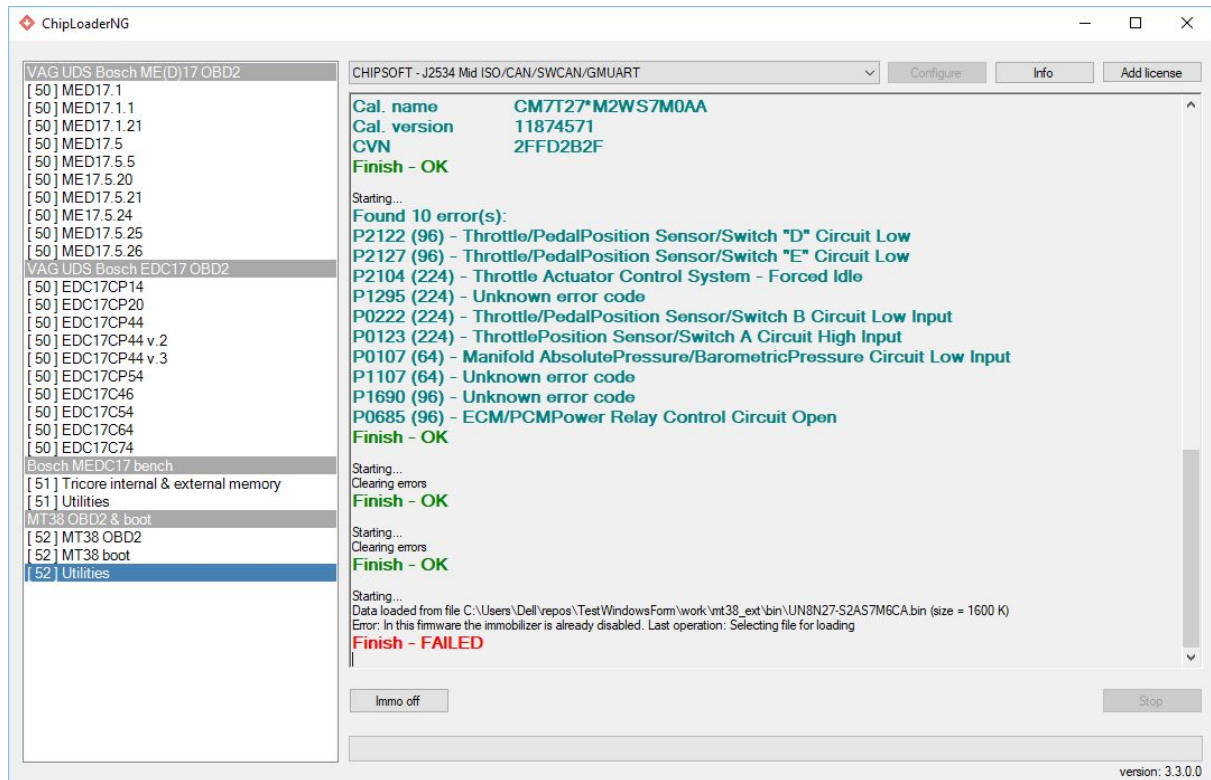 ChipLoaderNG
VAG UDS Bosch ME(D)17 OBD2
[ 50 ] MED17.1
[ 50 ] MED17.1.1
[ 50 ] MED17.1.21
[ 50 ] MED17.5
[ 50 ] MED17.5.5
[ 50 ] ME17.5.20
[ 50 ] MED17.5.21
[ 50 ] ME17.5.24
[ 50 ] MED17.5.25
[ 50 ] MED17.5.26
VAG UDS Bosch EDC17 OBD2
[ 50 ] EDC17CP14
[ 50 ] EDC17CP20
[ 50 ] EDC17CP44
[ 50 ] EDC17CP44 v.2
[ 50 ] EDC17CP44 v.3
[ 50 ] EDC17CP54
[ 50 ] EDC17C46
[ 50 ] EDC17C54
[ 50 ] EDC17C64
[ 50 ] EDC17C74
Bosch MEDC17 bench
[ 51 ] Tricore internal & external memory
[ 51 ] Utilities
MT38 OBD2 & boot
[ 52 ] MT38 OBD2
[ 52 ] MT38 boot
[ 52 ] Utilities
CHIPSOFT - J2534 Mid ISO/CAN/SWCAN/GMUART
Configure
Info
Add license
Cal. name CM7T27*M2WS7M0AA
Cal. version 11874571
CVN 2FFD2B2F
Finish - OK
Starting...
Found 10 error(s):
P2122 (96) - Throttle/PedalPosition Sensor/Switch "D" Circuit Low
P2127 (96) - Throttle/PedalPosition Sensor/Switch "E" Circuit Low
P2104 (224) - Throttle Actuator Control System - Forced Idle
P1295 (224) - Unknown error code
P0222 (224) - Throttle/PedalPosition Sensor/Switch B Circuit Low Input
P0123 (224) - ThrottlePosition Sensor/Switch A Circuit High Input
P0107 (64) - Manifold AbsolutePressure/BarometricPressure Circuit Low Input
P1107 (64) - Unknown error code
P1690 (96) - Unknown error code
P0685 (96) - ECM/PCMPower Relay Control Circuit Open
Finish - OK
Starting...
Clearing errors
Finish - OK
Starting...
Clearing errors
Finish - OK
Starting...
Data loaded from file C:\Users\Dell\repos\TestWindowsForm\work\mt38_ext\bin\UN8N27-S2AS7M6CA.bin (size = 1600 K)
Error: In this firmware the immobilizer is already disabled. Last operation: Selecting file for loading
Finish - FAILED
Immo off
Stop
version: 3.3.0.0